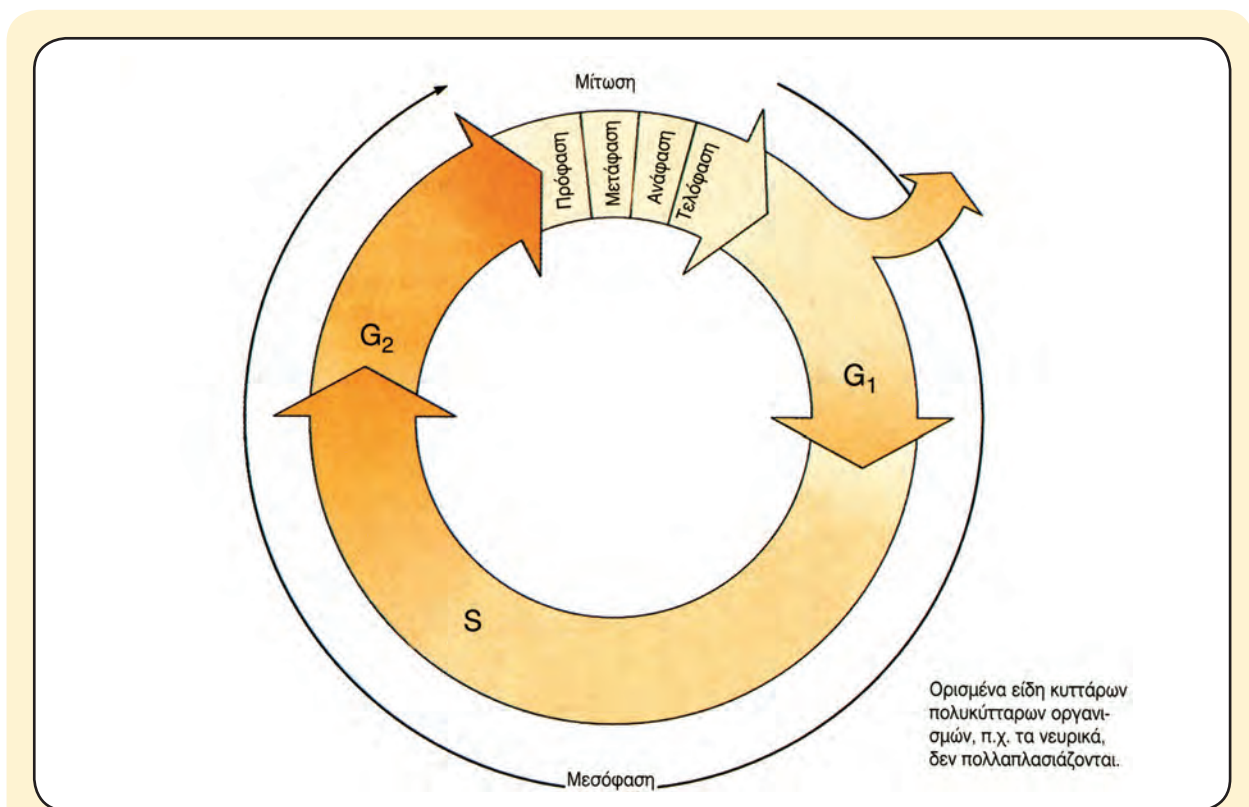 Μίτωση
Πρόφαση
Μετάφαση
Ανάφαση
Τελόφαση
G₂
G₁
S
Ορισμένα είδη κυττάρων
πολυκύτταρων οργανι-
σμών, π.χ. τα νευρικά,
δεν πολλαπλασιάζονται.
Μεσόφαση